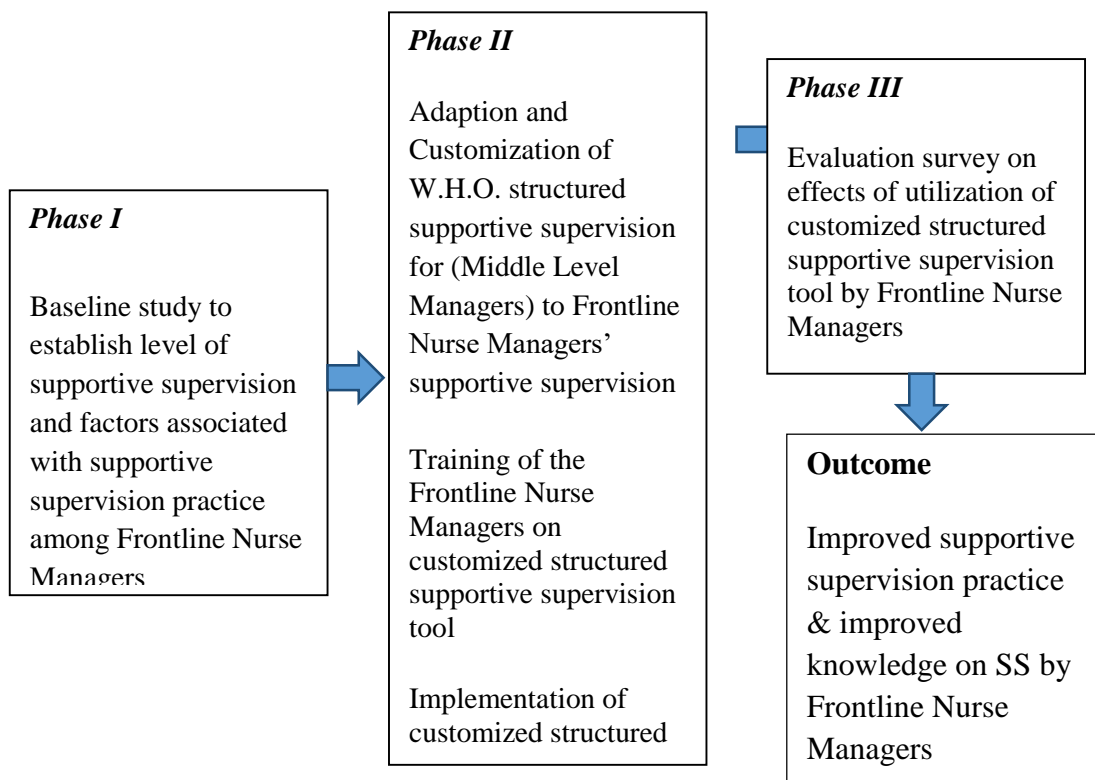 Phase I
Baseline study to
establish level of
supportive supervision
and factors associated
with supportive
supervision practice
among Frontline Nurse
Managers
Phase II
Adaption and
Customization of
W.H.O. structured
supportive supervision
for (Middle Level
Managers) to Frontline
Nurse Managers’
supportive supervision
Training of the
Frontline Nurse
Managers on
customized structured
supportive supervision
tool
Implementation of
customized structured
Phase III
Evaluation survey on
effects of utilization of
customized structured
supportive supervision
tool by Frontline Nurse
Managers
Outcome
Improved supportive
supervision practice
& improved
knowledge on SS by
Frontline Nurse
Managers